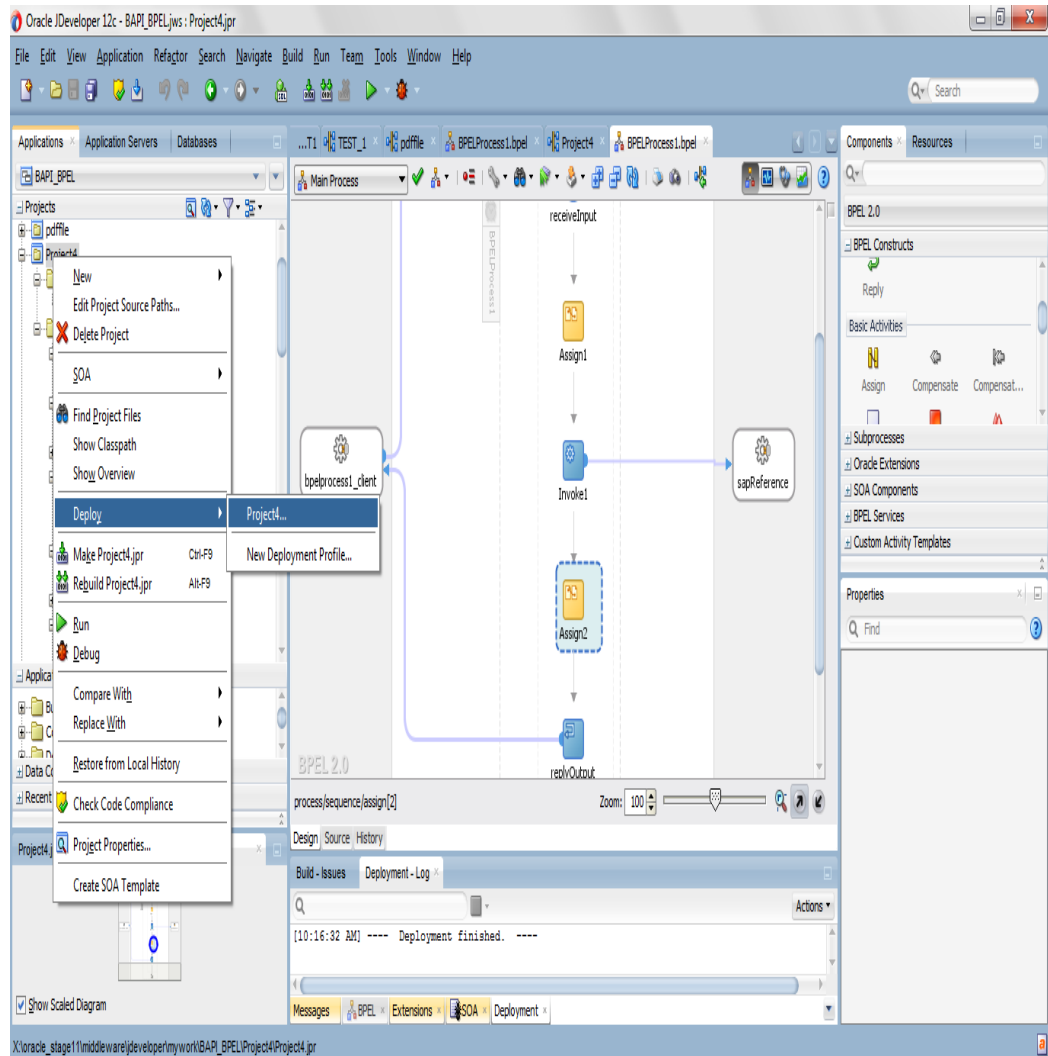 Oracle JDeveloper 12c - BAPI_BPEL.jws : Project4.jpr
File Edit View Application Refactor Search Navigate Build Run Team Tools Window Help
Search
Applications Application Servers Databases
BAPI_BPEL
Projects
pdffile
Project4
New
Edit Project Source Paths...
Delete Project
SOA
Find Project Files
Show Classpath
Show Overview
Deploy
Project4...
New Deployment Profile...
Make Project4.jpr Ctrl-F9
Rebuild Project4.jpr Alt-F9
Run
Debug
Compare With
Replace With
Restore from Local History
Check Code Compliance
Project Properties...
Create SOA Template
Applica
Data Co
Recent
Project4.j
Show Scaled Diagram
...T1 TEST_1 pdffile BPELProcess1.bpel Project4 BPELProcess1.bpel
Main Process
BPELProcess1
receiveInput
Assign1
bpelprocess1_client
Invoke1
sapReference
Assign2
replyOutput
BPEL 2.0
process/sequence/assign[2]
Zoom: 100
Design Source History
Build - Issues Deployment - Log
Actions
[10:16:32 AM] ---- Deployment finished. ----
Messages BPEL Extensions SOA Deployment
Components Resources
BPEL 2.0
BPEL Constructs
Reply
Basic Activities
Assign Compensate Compensat...
Subprocesses
Oracle Extensions
SOA Components
BPEL Services
Custom Activity Templates
Properties
Find
X:\oracle_stage11\middleware\jdeveloper\mywork\BAPI_BPEL\Project4\Project4.jpr